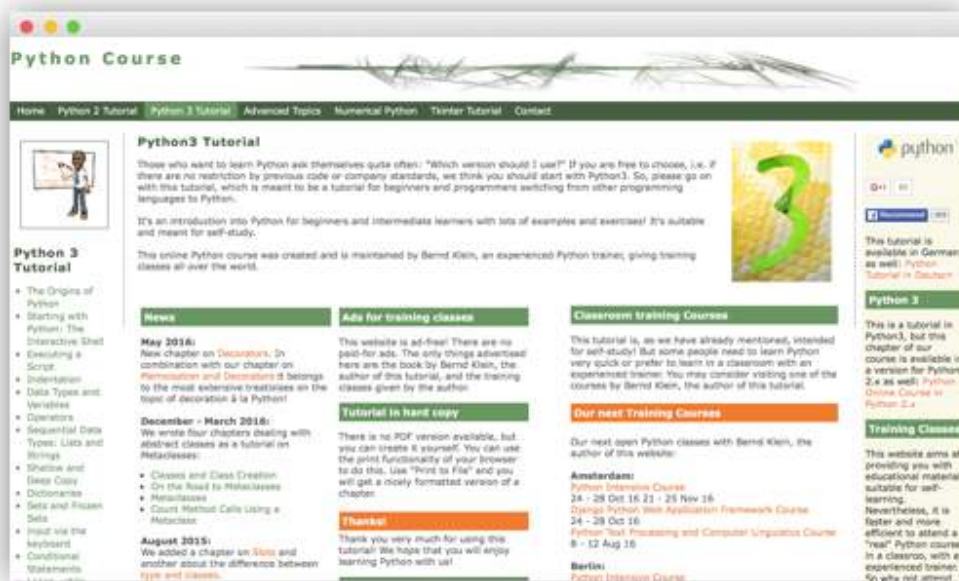 Python Course
Home Python 2 Tutorial Python 3 Tutorial Advanced Topics Numerical Python Tkinter Tutorial Contact
Python 3
Tutorial
The Origins of
Python
Starting with
Python: The
Interactive Shell
Executing a
Script
Indentation
Data Types and
Variables
Operators
Sequential Data
Types: Lists and
Strings
Shallow and
Deep Copy
Dictionaries
Sets and Frozen
Sets
input via the
keyboard
Conditional
Statements
Python3 Tutorial
Those who want to learn Python ask themselves quite often: "Which version should I use?" If you are free to choose, i.e. if
there are no restriction by previous code or company standards, we think you should start with Python3. So, please go on
with this tutorial, which is meant to be a tutorial for beginners and programmers switching from other programming
languages to Python.
It's an introduction into Python for beginners and intermediate learners with lots of examples and exercises! It's suitable
and meant for self-study.
This online Python course was created and is maintained by Bernd Klein, an experienced Python trainer, giving training
classes all over the world.
3
News
May 2016:
New chapter on Decorators. In
combination with our chapter on
Memoisation and Decorators it belongs
to the most extensive treatises on the
topic of decoration à la Python!
December - March 2016:
We wrote four chapters dealing with
abstract classes as a tutorial on
Metaclasses:
Classes and Class Creation
On the Road to Metaclasses
Metaclasses
Count Method Calls Using a
Metaclass
August 2015:
We added a chapter on Slots and
another about the difference between
type and classes.
Ads for training classes
This website is ad-free! There are no
paid-for ads. The only things advertised
here are the book by Bernd Klein, the
author of this tutorial, and the training
classes given by the author.
Tutorial in hard copy
There is no PDF version available, but
you can create it yourself. You can use
the print functionality of your browser
to do this. Use "Print to File" and you
will get a nicely formatted version of a
chapter.
Thanks!
Thank you very much for using this
tutorial! We hope that you will enjoy
learning Python with us!
Classroom training Courses
This tutorial is, as we have already mentioned, intended
for self-study! But some people need to learn Python
very quick or prefer to learn in a classroom with an
experienced trainer. You may consider visiting one of the
courses by Bernd Klein, the author of this tutorial.
Our next Training Courses
Our next open Python classes with Bernd Klein, the
author of this website:
Amsterdam:
Python Intensive Course
24 - 28 Oct 16 21 - 25 Nov 16
Django Python Web Application Framework Course
24 - 28 Oct 16
Python Text Processing and Computer Linguistics Course
8 - 12 Aug 16
Berlin:
Python Intensive Course
python
G+1
Recommend
This tutorial is
available in German
as well: Python
Tutorial in Deutsch
Python 3
This is a tutorial in
Python3, but this
chapter of our
course is available in
a version for Python
2.x as well: Python
Online Course in
Python 2.x
Training Classes
This website aims at
providing you with
educational material
suitable for self-
learning.
Nevertheless, it is
faster and more
efficient to attend a
"real" Python course
in a classroo, with a
experienced trainer.
So why not attend